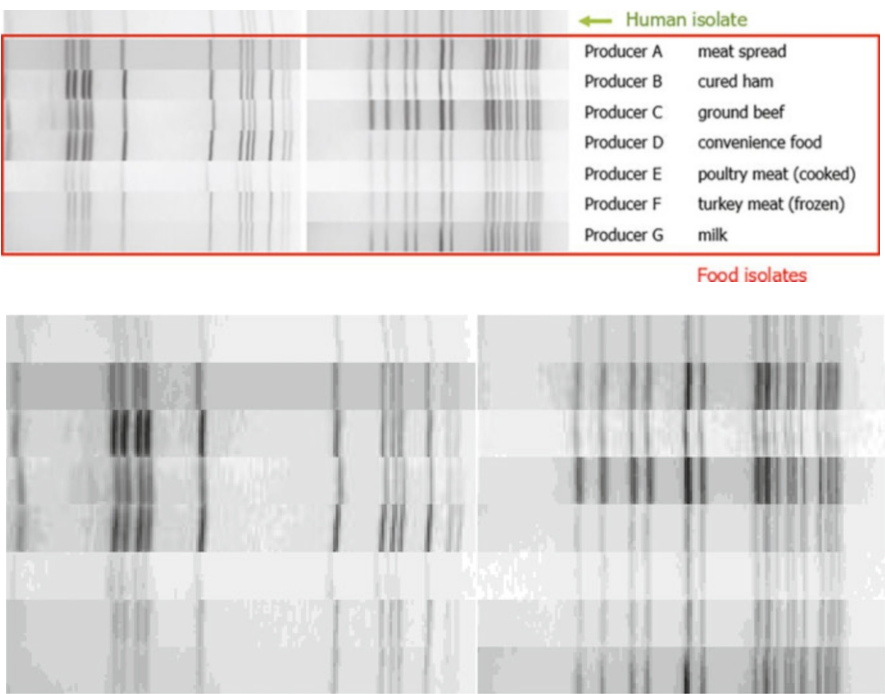 Human isolate
Producer A meat spread
Producer B cured ham
Producer C ground beef
Producer D convenience food
Producer E poultry meat (cooked)
Producer F turkey meat (frozen)
Producer G milk
Food isolates